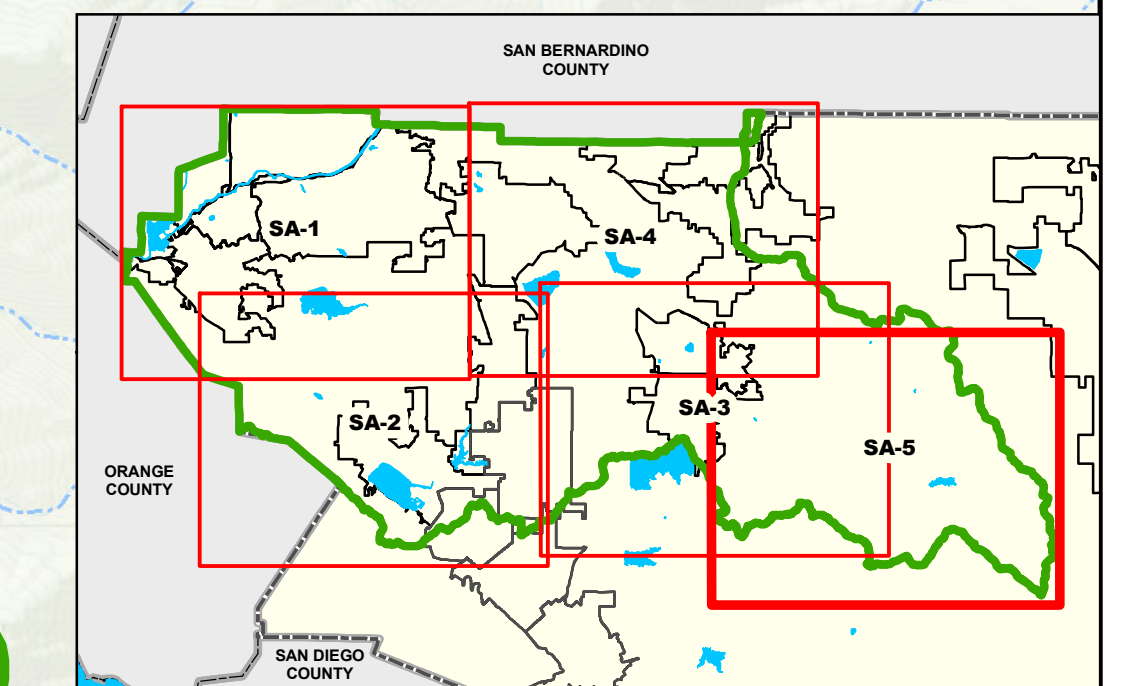 SAN BERNARDINO
COUNTY
SA-1
SA-4
SA-3
SA-2
SA-5
ORANGE
COUNTY
SAN DIEGO
COUNTY